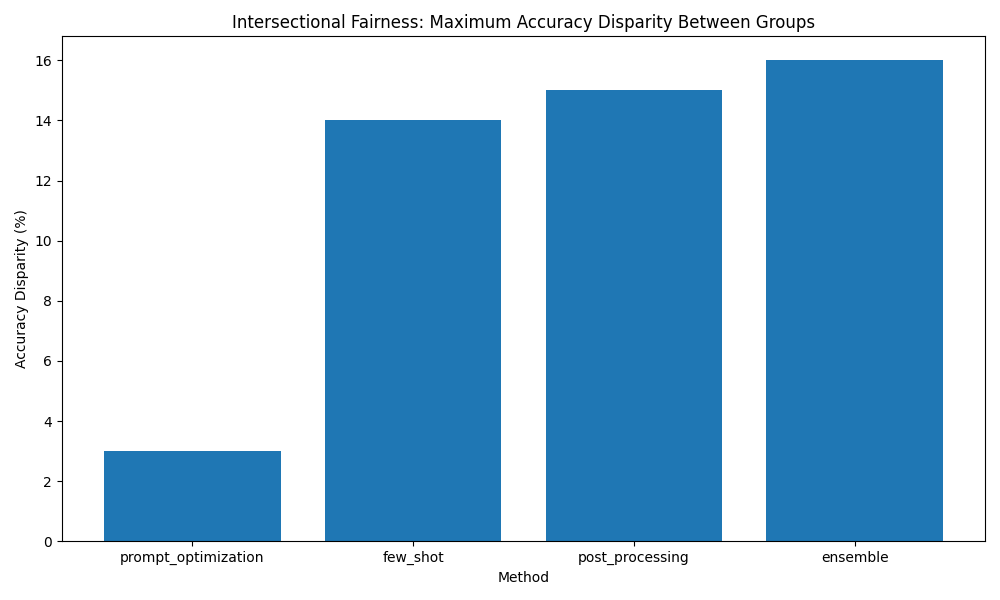 Intersectional Fairness: Maximum Accuracy Disparity Between Groups
Accuracy Disparity (%)
16
14
12
10
8
6
4
2
0
prompt_optimization few_shot post_processing ensemble
Method